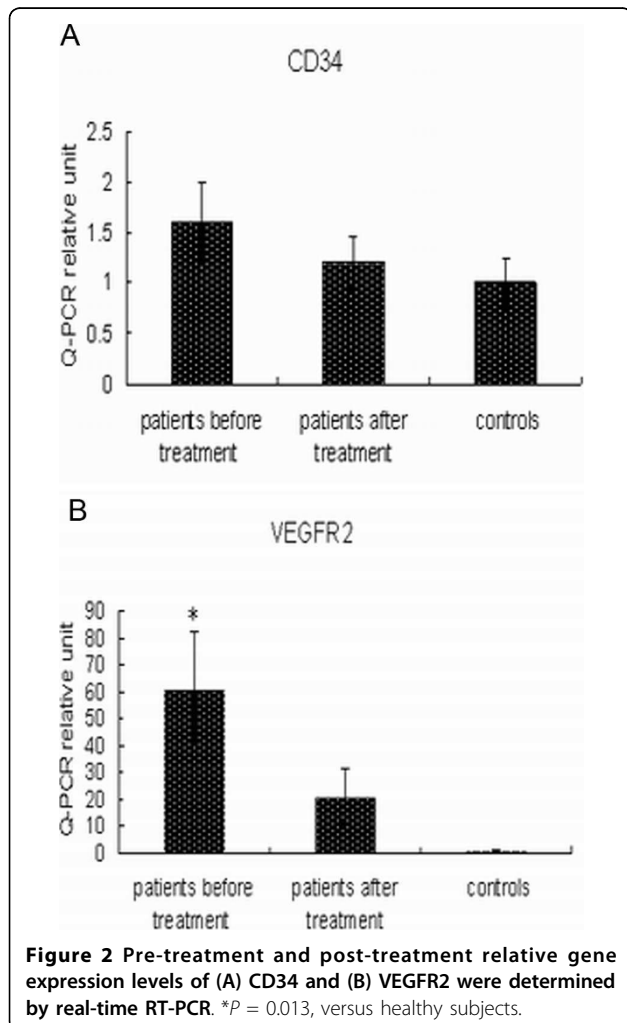 A
CD34
2.5
2
1.5
1
0.5
0
Q-PCR relative unit
patients before
treatment
patients after
treatment
controls
B
VEGFR2
90
80
70
60
50
40
30
20
10
0
Q-PCR relative unit
*
patients before
treatment
patients after
treatment
controls
Figure 2 Pre-treatment and post-treatment relative gene
expression levels of (A) CD34 and (B) VEGFR2 were determined
by real-time RT-PCR. *P = 0.013, versus healthy subjects.